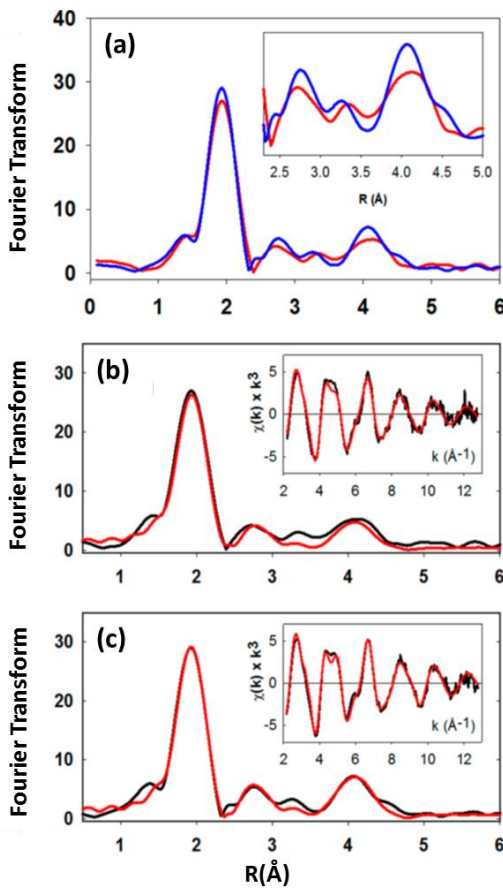 (a)
Fourier Transform
40
30
20
10
0
0 1 2 3 4 5 6
2.5 3.0 3.5 4.0 4.5 5.0
R (Å)
(b)
Fourier Transform
30
20
10
0
1 2 3 4 5 6
χ(k) x k³
5
0
-5
2 4 6 8 10 12
k (Å⁻¹)
(c)
Fourier Transform
30
20
10
0
1 2 3 4 5 6
χ(k) x k³
5
0
-5
2 4 6 8 10 12
k (Å⁻¹)
R(Å)